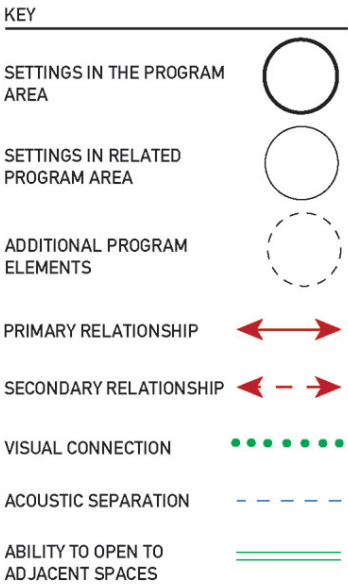 KEY
SETTINGS IN THE PROGRAM
AREA
SETTINGS IN RELATED
PROGRAM AREA
ADDITIONAL PROGRAM
ELEMENTS
PRIMARY RELATIONSHIP
SECONDARY RELATIONSHIP
VISUAL CONNECTION
ACOUSTIC SEPARATION
ABILITY TO OPEN TO
ADJACENT SPACES